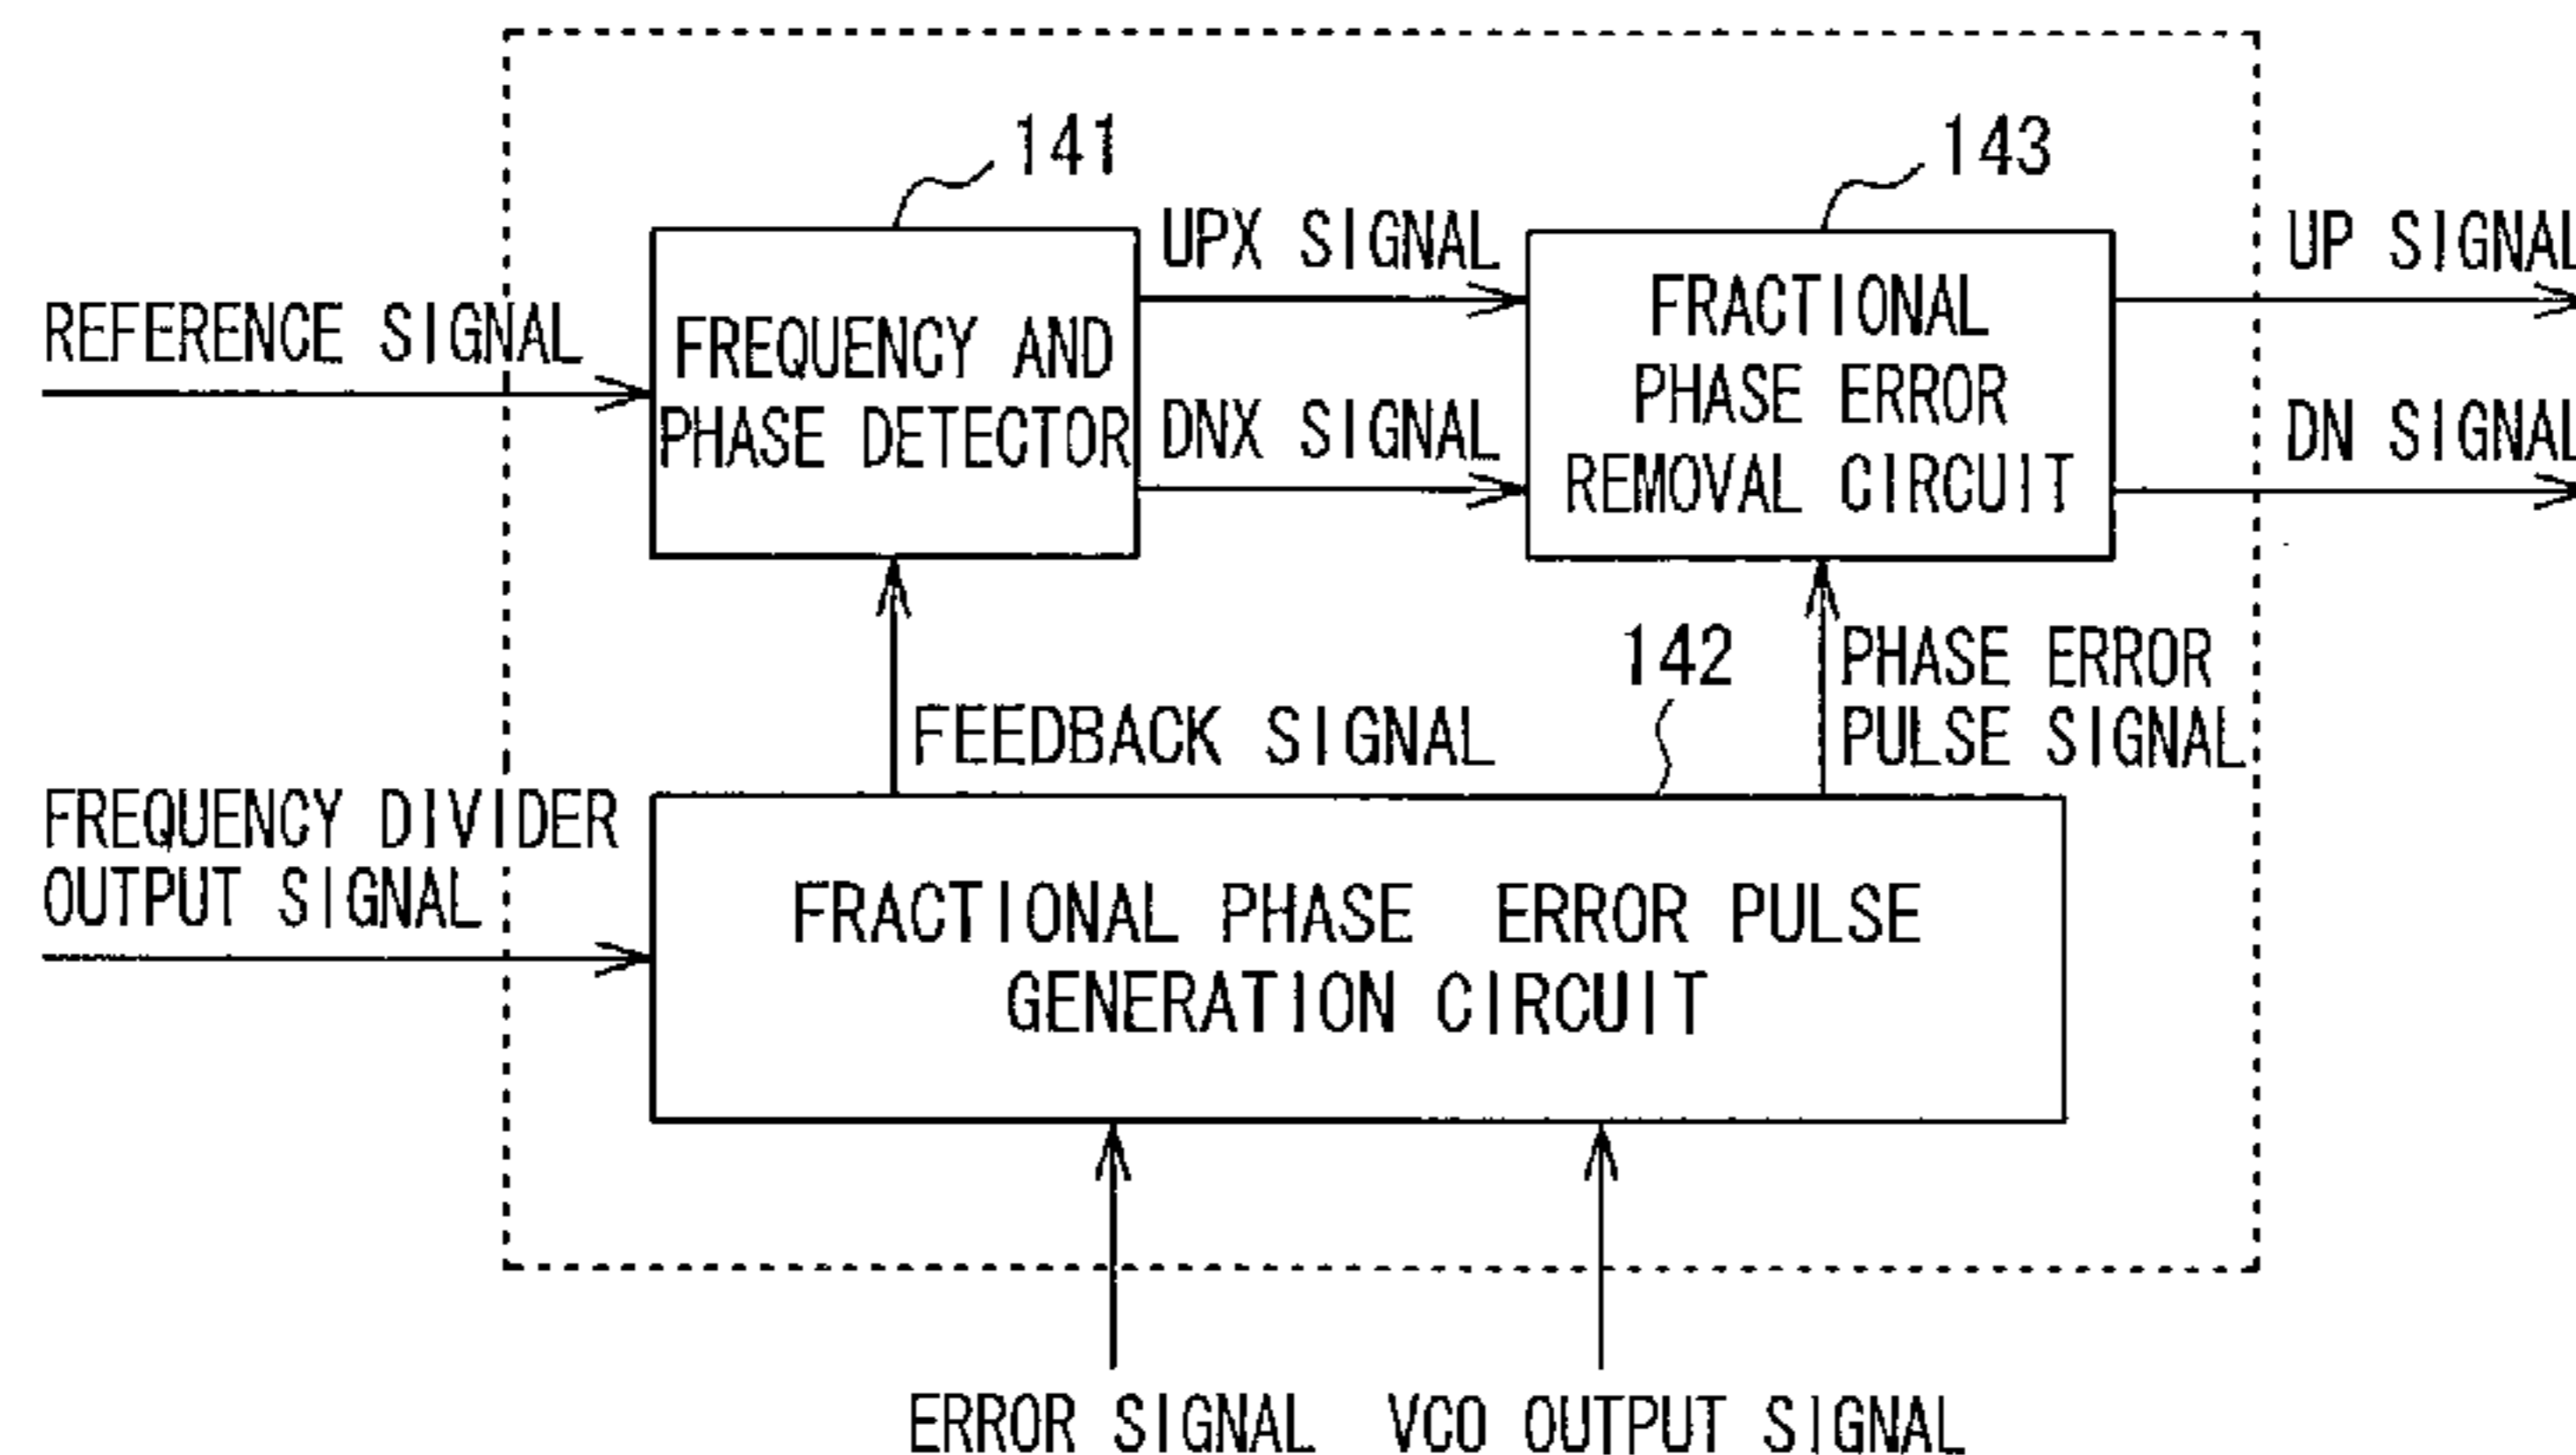 141
143
UPX SIGNAL
UP SIGNAL
REFERENCE SIGNAL
FREQUENCY AND
PHASE DETECTOR
FRACTIONAL
PHASE ERROR
REMOVAL CIRCUIT
DNX SIGNAL
DN SIGNAL
142
PHASE ERROR
PULSE SIGNAL
FEEDBACK SIGNAL
FREQUENCY DIVIDER
OUTPUT SIGNAL
FRACTIONAL PHASE ERROR PULSE
GENERATION CIRCUIT
ERROR SIGNAL
VCO OUTPUT SIGNAL